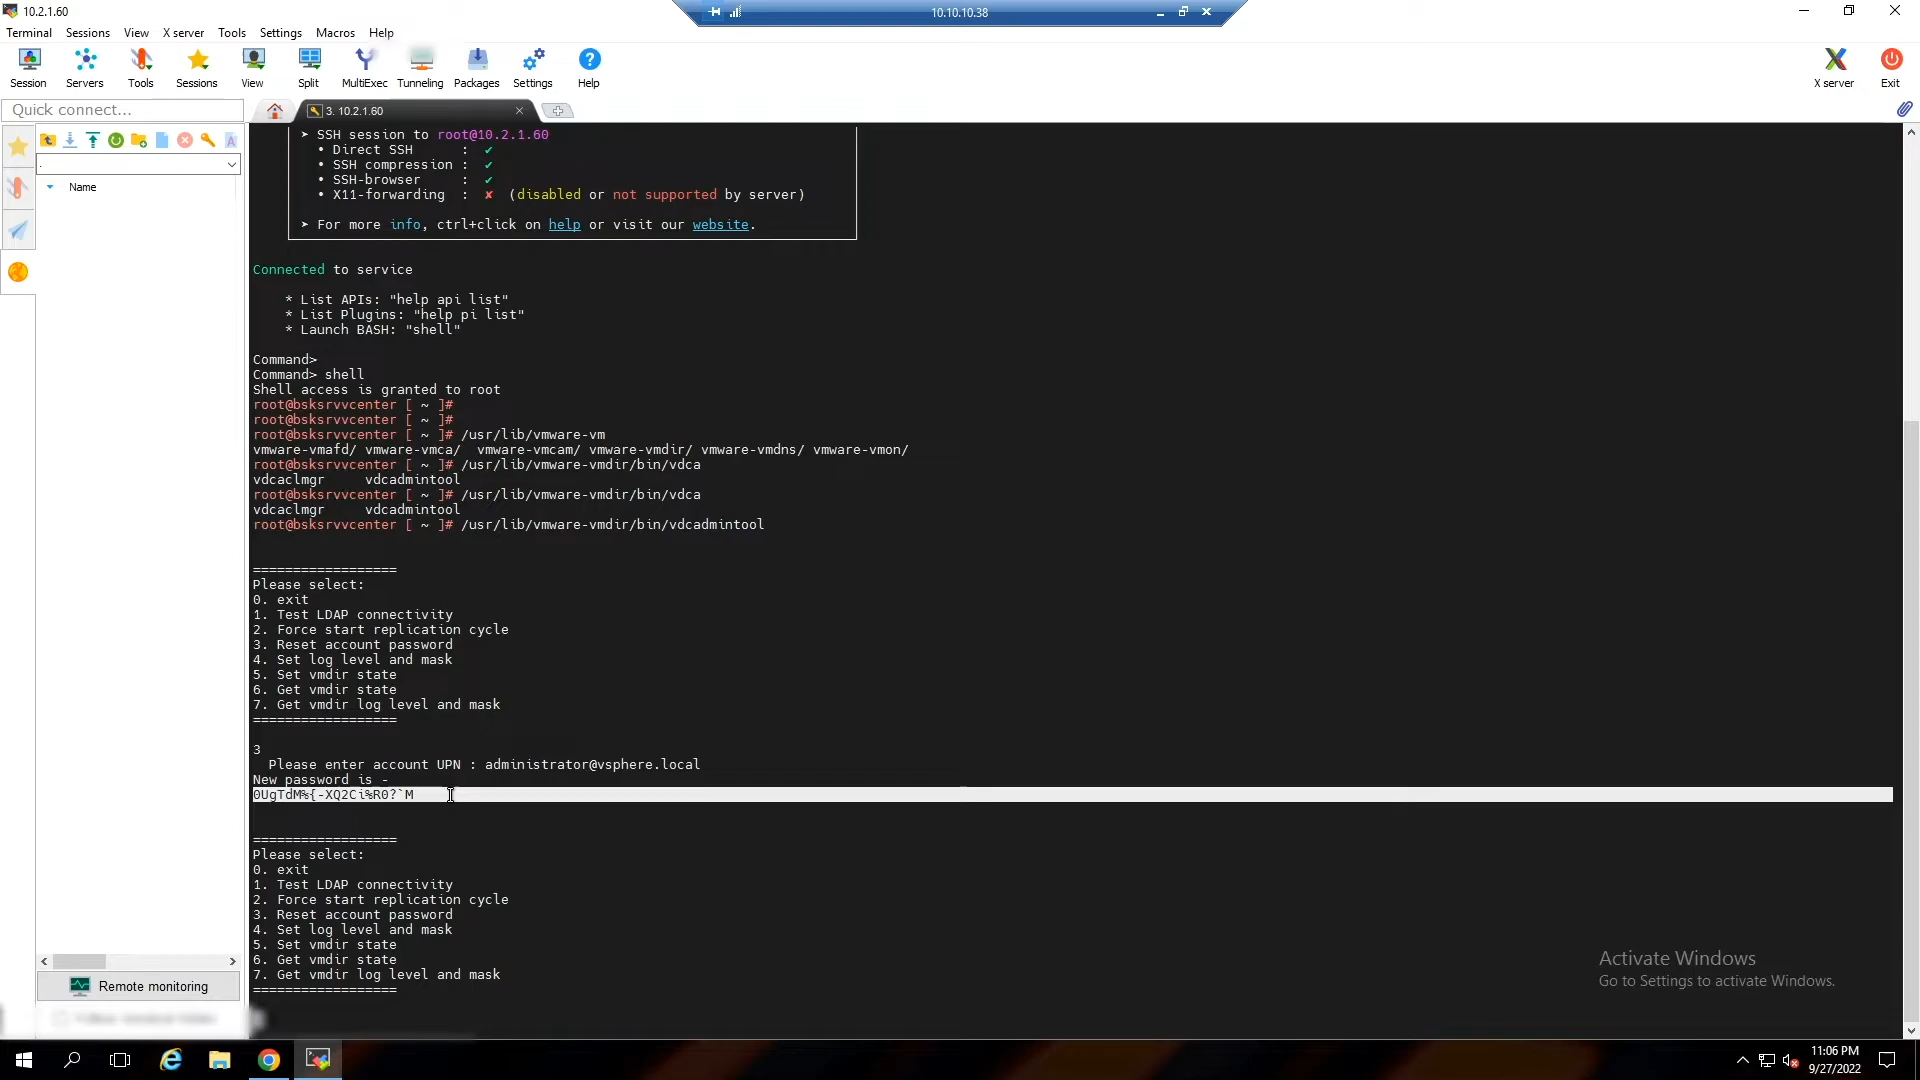 10.2.1.60
10.10.10.38
Terminal Sessions View X server Tools Settings Macros Help
Session Servers Tools Sessions View Split MultiExec Tunneling Packages Settings Help X server Exit
Quick connect...
3. 10.2.1.60
.
Name
➤ SSH session to root@10.2.1.60
• Direct SSH : ✔
• SSH compression : ✔
• SSH-browser : ✔
• X11-forwarding : ✘ (disabled or not supported by server)
➤ For more info, ctrl+click on help or visit our website.
Connected to service
* List APIs: "help api list"
* List Plugins: "help pi list"
* Launch BASH: "shell"
Command>
Command> shell
Shell access is granted to root
root@bsksrvvcenter [ ~ ]#
root@bsksrvvcenter [ ~ ]#
root@bsksrvvcenter [ ~ ]# /usr/lib/vmware-vm
vmware-vmafd/ vmware-vmca/ vmware-vmcam/ vmware-vmdir/ vmware-vmdns/ vmware-vmon/
root@bsksrvvcenter [ ~ ]# /usr/lib/vmware-vmdir/bin/vdca
vdcaclmgr vdcadmintool
root@bsksrvvcenter [ ~ ]# /usr/lib/vmware-vmdir/bin/vdca
vdcaclmgr vdcadmintool
root@bsksrvvcenter [ ~ ]# /usr/lib/vmware-vmdir/bin/vdcadmintool
==================
Please select:
0. exit
1. Test LDAP connectivity
2. Force start replication cycle
3. Reset account password
4. Set log level and mask
5. Set vmdir state
6. Get vmdir state
7. Get vmdir log level and mask
==================
3
Please enter account UPN : administrator@vsphere.local
New password is -
0UgTdM%{-XQ2Ci%R0?`M
==================
Please select:
0. exit
1. Test LDAP connectivity
2. Force start replication cycle
3. Reset account password
4. Set log level and mask
5. Set vmdir state
6. Get vmdir state
7. Get vmdir log level and mask
==================
Remote monitoring
Activate Windows
Go to Settings to activate Windows.
11:06 PM
9/27/2022